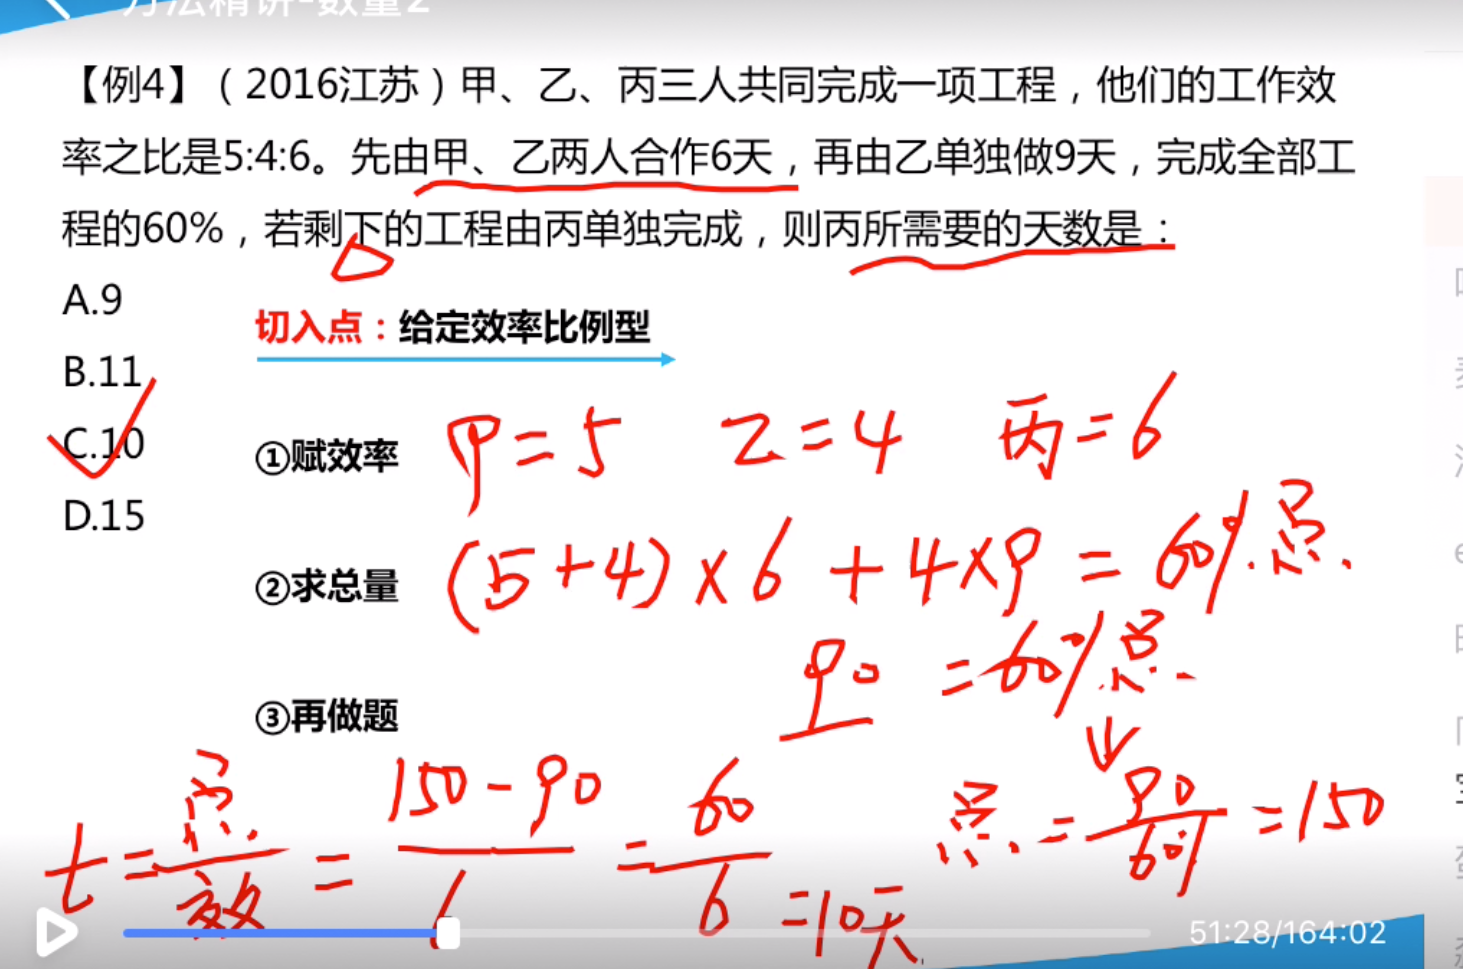 方法精讲-数量2
【例4】（2016江苏）甲、乙、丙三人共同完成一项工程，他们的工作效
率之比是5:4:6。先由甲、乙两人合作6天，再由乙单独做9天，完成全部工
程的60%，若剩下的工程由丙单独完成，则丙所需要的天数是：
A.9
B.11
C.10
D.15
切入点：给定效率比例型
①赋效率 甲=5 乙=4 丙=6
②求总量 (5+4)×6+4×9=60%总.
90=60%总.
③再做题
总.=90/60%=150
t=总./效=150-90/6=60/6=10天
51:28/164:02